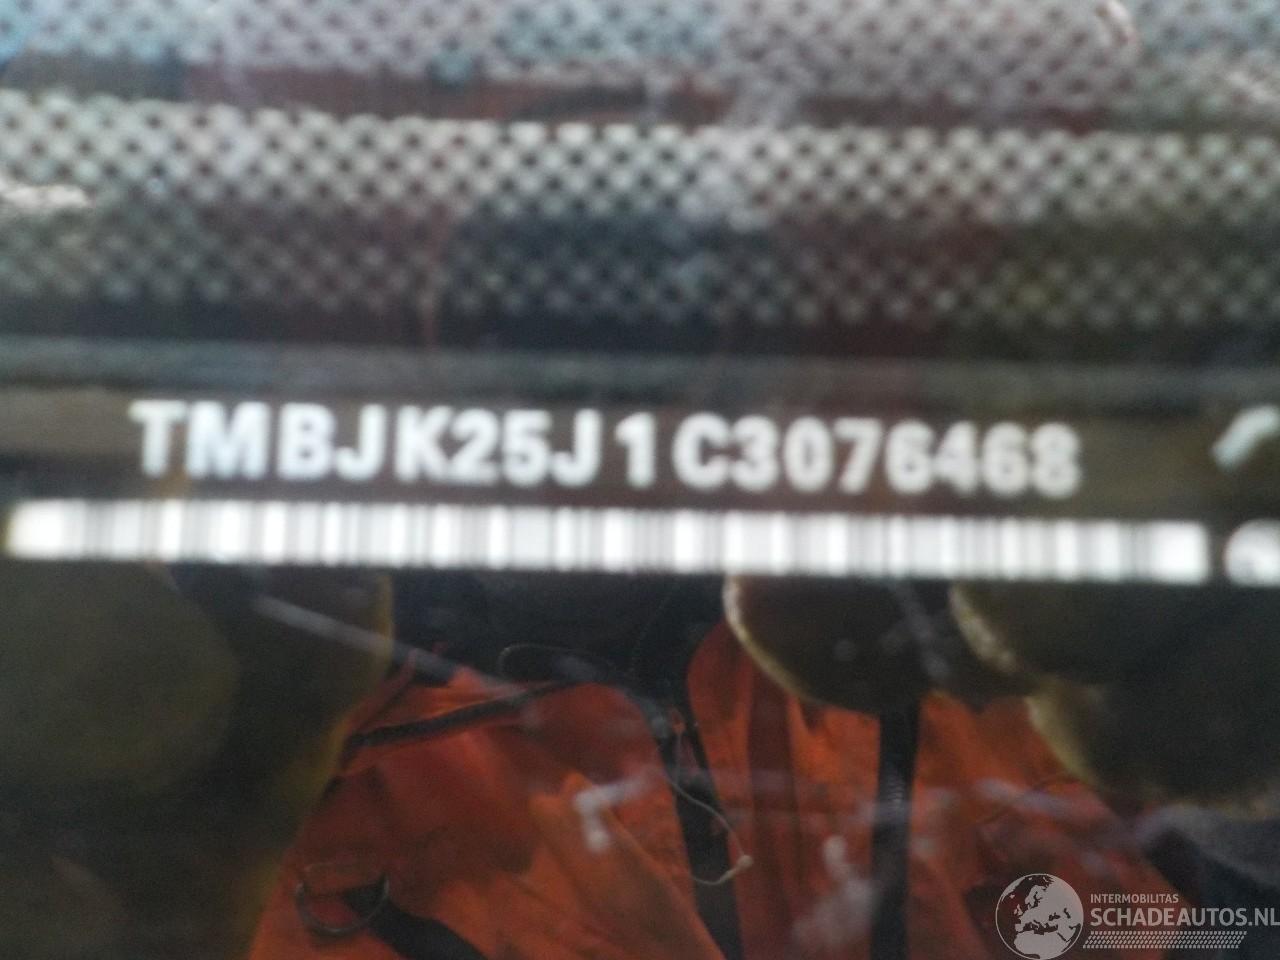 TMBJK25J1C3076468
INTERMOBILITAS
SCHADEAUTOS.NL